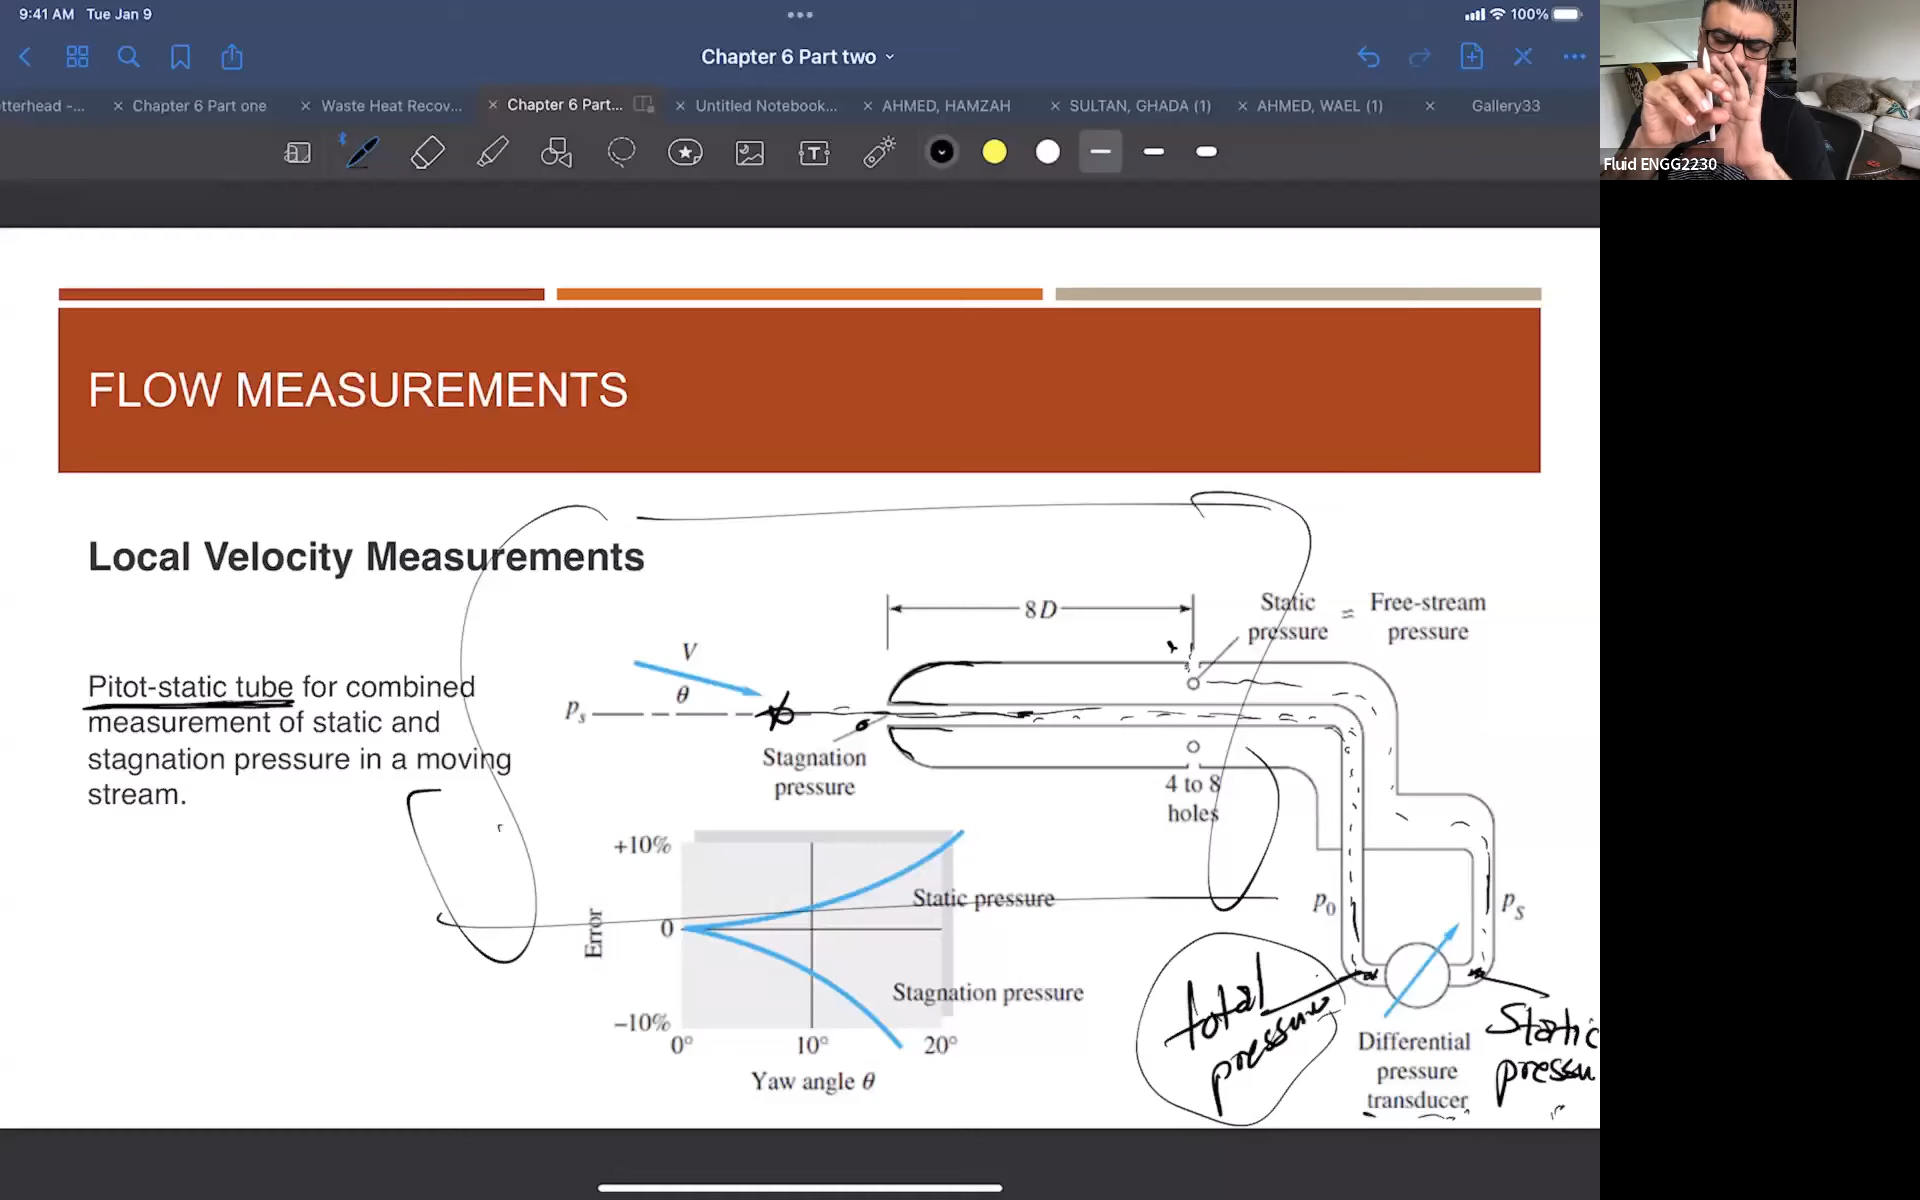 9:41 AM Tue Jan 9
100%
Chapter 6 Part two
etterhead -...
Chapter 6 Part one
Waste Heat Recov...
Chapter 6 Part...
Untitled Notebook...
AHMED, HAMZAH
SULTAN, GHADA (1)
AHMED, WAEL (1)
Gallery33
T
Fluid ENGG2230
FLOW MEASUREMENTS
Local Velocity Measurements
Pitot-static tube for combined
measurement of static and
stagnation pressure in a moving
stream.
8D
Static
pressure
≈
Free-stream
pressure
V
θ
Ps
Stagnation
pressure
4 to 8
holes
+10%
0
−10%
Error
Static pressure
Stagnation pressure
0°
10°
20°
Yaw angle θ
P0
Ps
total
pressure
Differential
pressure
transducer
Static
pressu